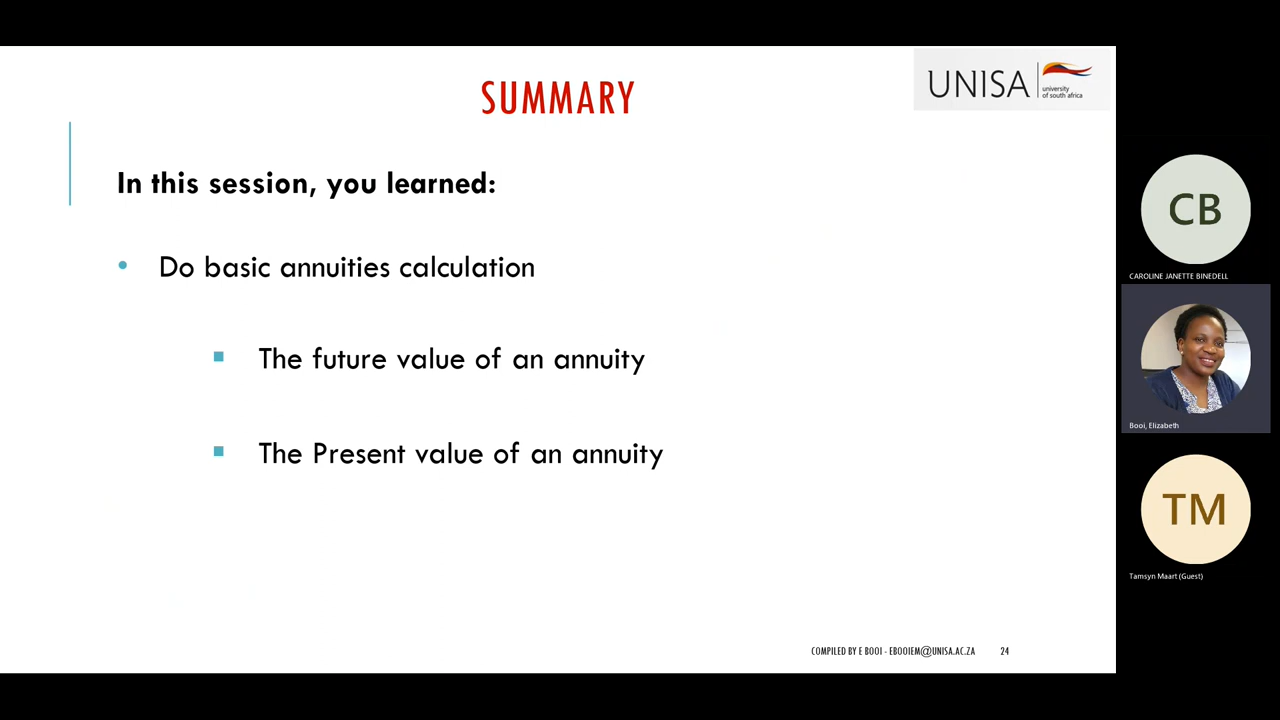 SUMMARY
UNISA
university
of south africa
In this session, you learned:
• Do basic annuities calculation
▪ The future value of an annuity
▪ The Present value of an annuity
COMPILED BY E BOOI - EBOOIEM@UNISA.AC.ZA 24
CB
CAROLINE JANETTE BINEDELL
Booi, Elizabeth
TM
Tamsyn Maart (Guest)